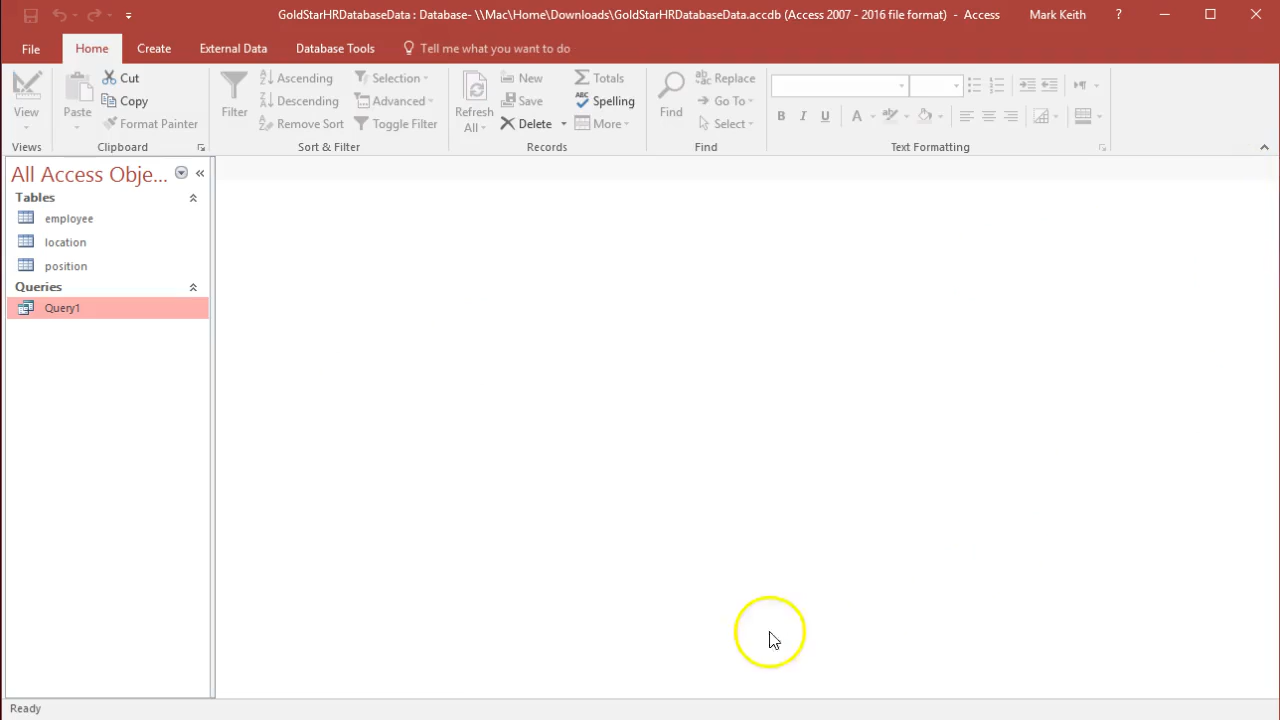 GoldStarHRDatabaseData : Database- \\Mac\Home\Downloads\GoldStarHRDatabaseData.accdb (Access 2007 - 2016 file format) - Access
Mark Keith
?
File
Home
Create
External Data
Database Tools
Tell me what you want to do
View
Views
Paste
Cut
Copy
Format Painter
Clipboard
Filter
Ascending
Descending
Remove Sort
Selection
Advanced
Toggle Filter
Sort & Filter
Refresh
All
New
Save
Delete
Totals
Spelling
More
Records
Find
Replace
Go To
Select
Find
B I U A
Text Formatting
All Access Obje...
Tables
employee
location
position
Queries
Query1
Ready